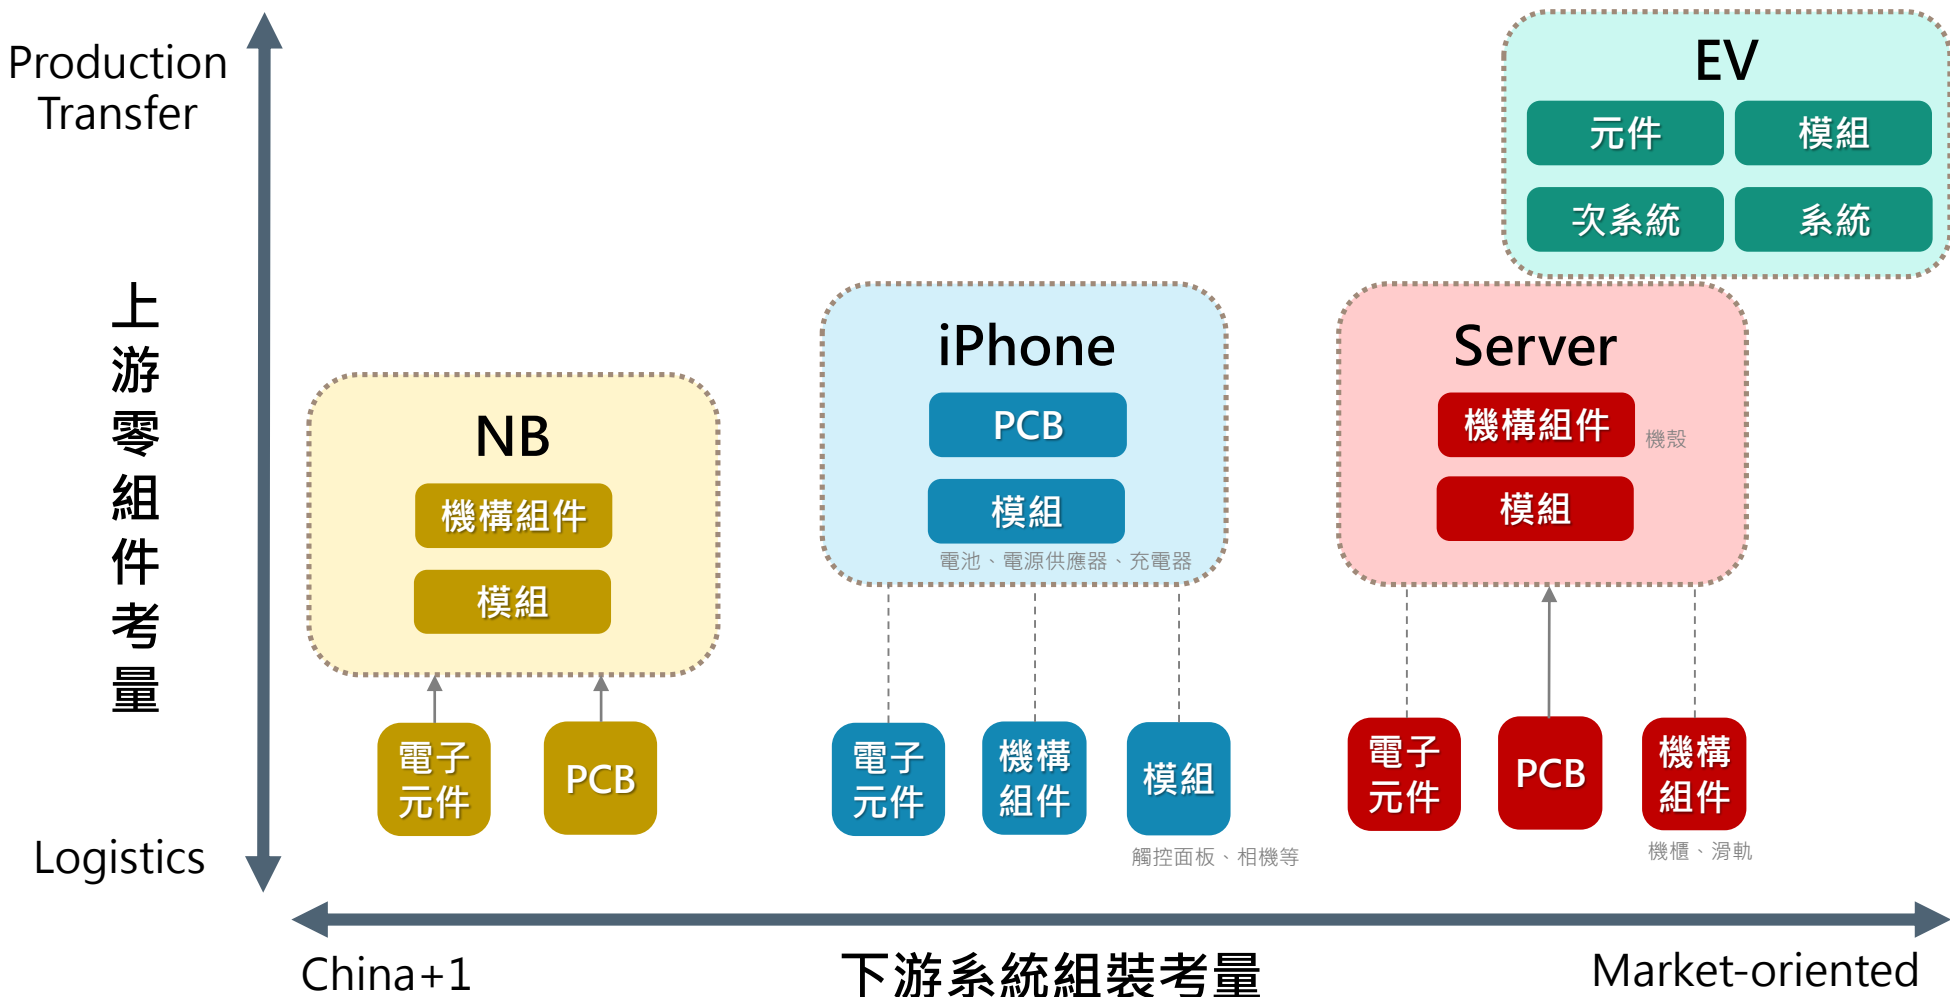 Production
Transfer
上
游
零
組
件
考
量
Logistics
EV
元件
模組
次系統
系統
NB
機構組件
模組
電子
元件
PCB
iPhone
PCB
模組
電池、電源供應器、充電器
電子
元件
機構
組件
模組
觸控面板、相機等
Server
機構組件
機殼
模組
電子
元件
PCB
機構
組件
機櫃、滑軌
China+1
下游系統組裝考量
Market-oriented